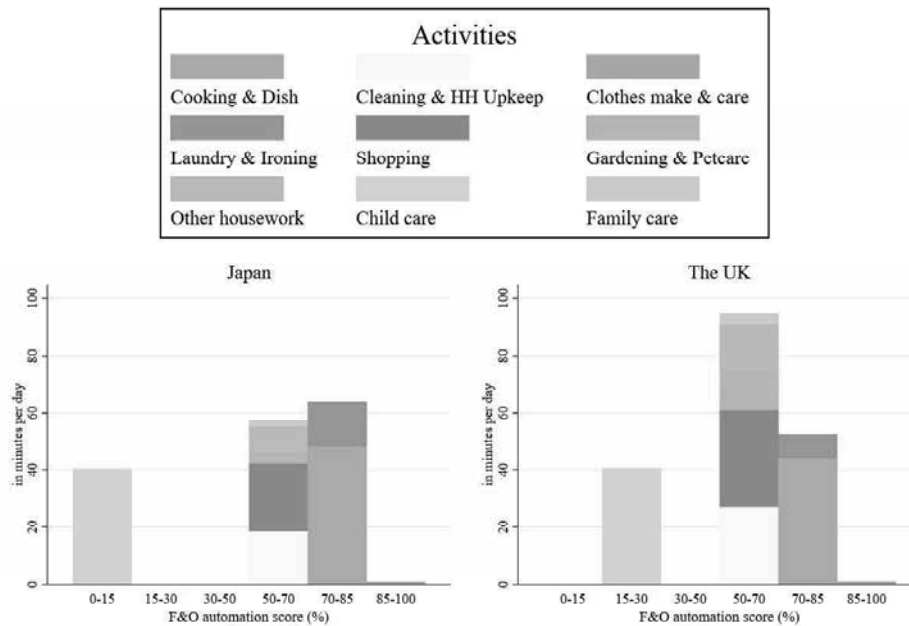 Activities
Cooking & Dish Cleaning & HH Upkeep Clothes make & care
Laundry & Ironing Shopping Gardening & Petcare
Other housework Child care Family care
Japan
The UK
in minutes per day
100
80
60
40
20
0
0-15 15-30 30-50 50-70 70-85 85-100
F&O automation score (%)
in minutes per day
100
80
60
40
20
0
0-15 15-30 30-50 50-70 70-85 85-100
F&O automation score (%)